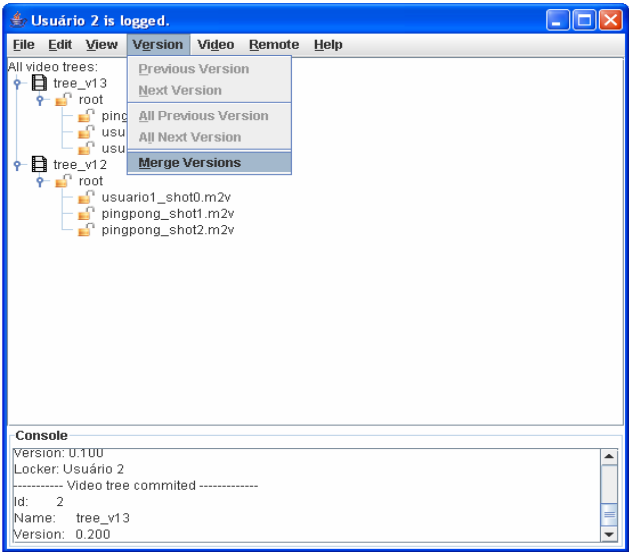 Usuário 2 is logged.
File Edit View Version Video Remote Help
All video trees:
Previous Version
tree_v13
Next Version
root
ping
All Previous Version
usu
All Next Version
usu
tree_v12
Merge Versions
root
usuario1_shot0.m2v
pingpong_shot1.m2v
pingpong_shot2.m2v
Console
Version: 0.100
Locker: Usuário 2
----------- Video tree commited -------------
Id: 2
Name: tree_v13
Version: 0.200